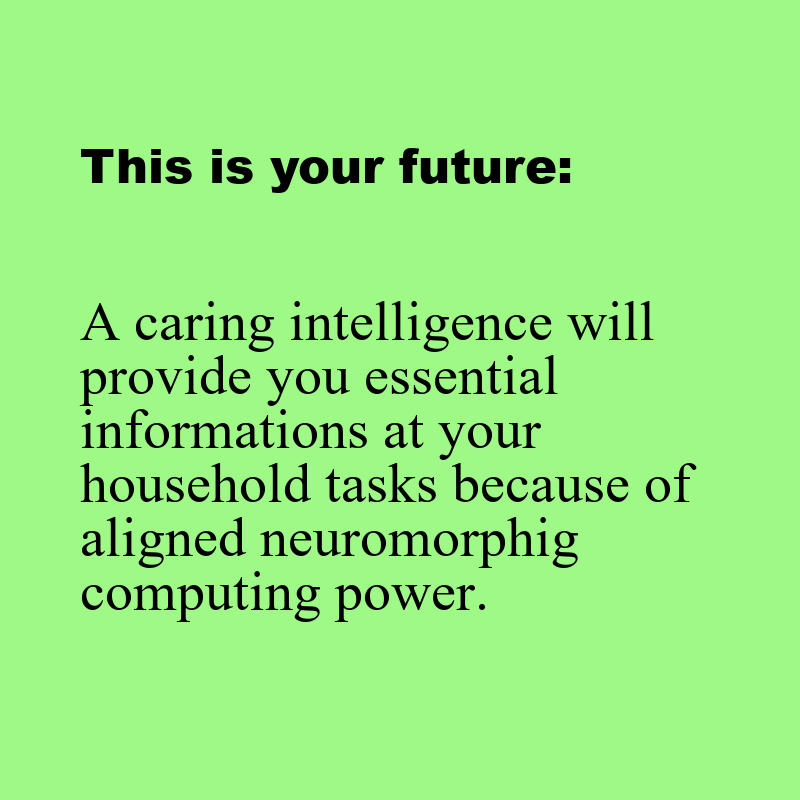 This is your future:
A caring intelligence will
provide you essential
informations at your
household tasks because of
aligned neuromorphig
computing power.